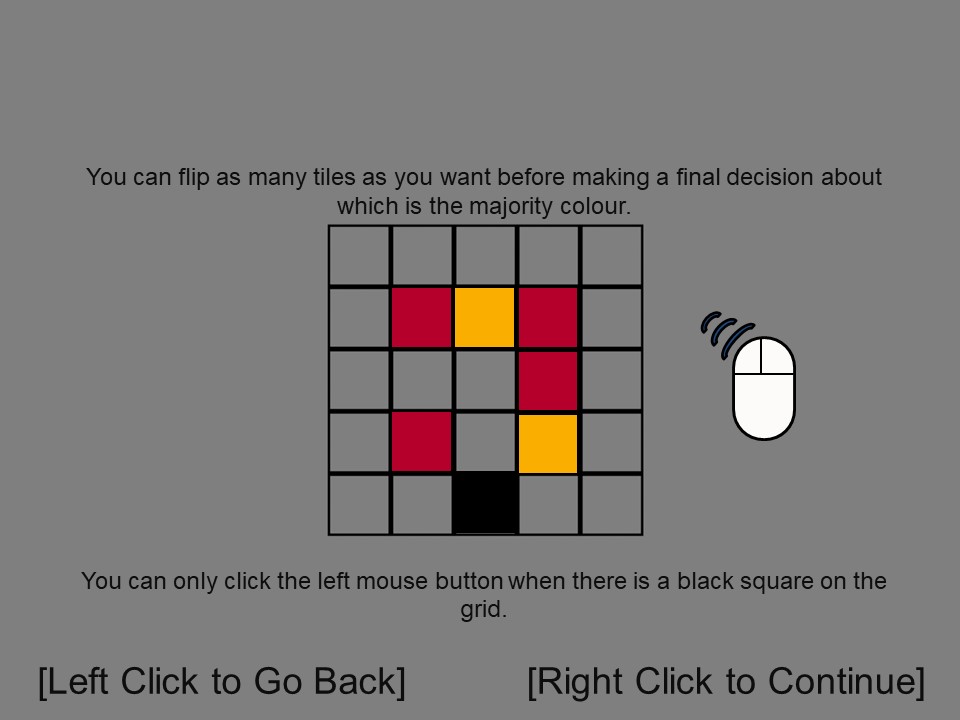 You can flip as many tiles as you want before making a final decision about
which is the majority colour.
You can only click the left mouse button when there is a black square on the
grid.
[Left Click to Go Back]
[Right Click to Continue]